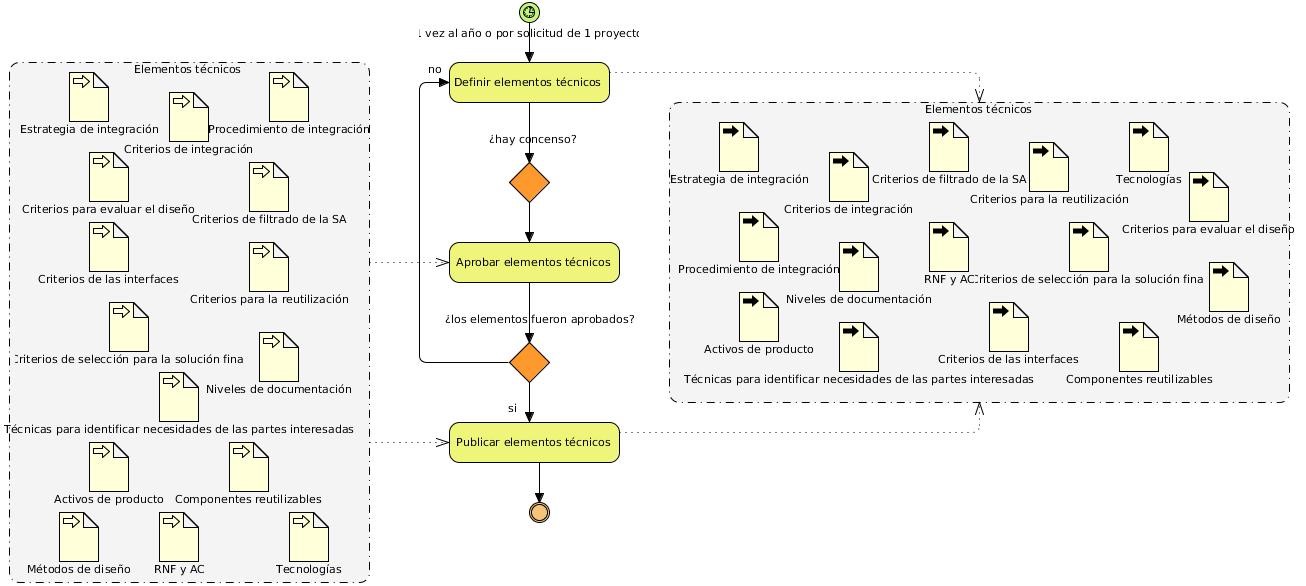 1 vez al año o por solicitud de 1 proyecto
Elementos técnicos
Estrategia de integración
Procedimiento de integración
Criterios de integración
Criterios para evaluar el diseño
Criterios de filtrado de la SA
Criterios de las interfaces
Criterios para la reutilización
Criterios de selección para la solución fina
Niveles de documentación
Técnicas para identificar necesidades de las partes interesadas
Activos de producto
Componentes reutilizables
Métodos de diseño
RNF y AC
Tecnologías
no
Definir elementos técnicos
¿hay concenso?
Aprobar elementos técnicos
¿los elementos fueron aprobados?
si
Publicar elementos técnicos
Elementos técnicos
Estrategia de integración
Criterios de filtrado de la SA
Tecnologías
Criterios para la reutilización
Criterios de integración
Criterios para evaluar el diseño
Procedimiento de integración
RNF y AC
Criterios de selección para la solución fina
Niveles de documentación
Métodos de diseño
Activos de producto
Criterios de las interfaces
Técnicas para identificar necesidades de las partes interesadas
Componentes reutilizables